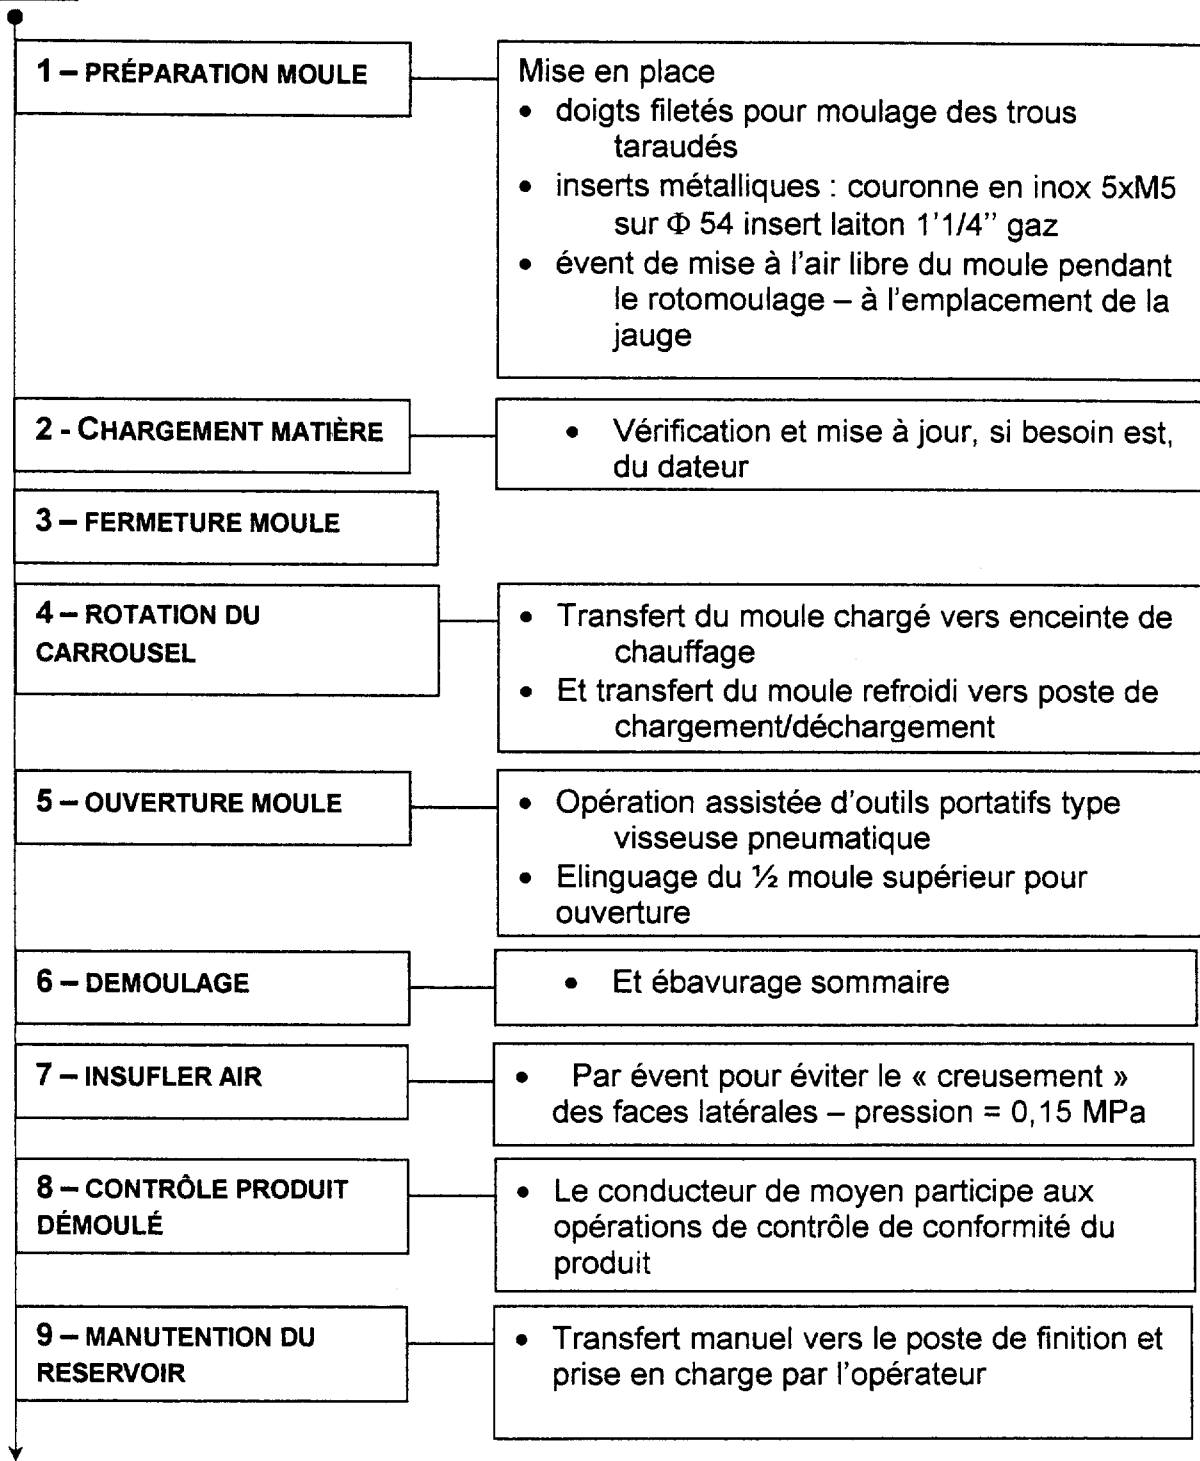 1 – PRÉPARATION MOULE
Mise en place
• doigts filetés pour moulage des trous
taraudés
• inserts métalliques : couronne en inox 5xM5
sur Φ 54 insert laiton 1'1/4'' gaz
• évent de mise à l'air libre du moule pendant
le rotomoulage – à l'emplacement de la
jauge
2 - CHARGEMENT MATIÈRE
• Vérification et mise à jour, si besoin est,
du dateur
3 – FERMETURE MOULE
4 – ROTATION DU
CARROUSEL
• Transfert du moule chargé vers enceinte de
chauffage
• Et transfert du moule refroidi vers poste de
chargement/déchargement
5 – OUVERTURE MOULE
• Opération assistée d'outils portatifs type
visseuse pneumatique
• Elinguage du ½ moule supérieur pour
ouverture
6 – DEMOULAGE
• Et ébavurage sommaire
7 – INSUFLER AIR
• Par évent pour éviter le « creusement »
des faces latérales – pression = 0,15 MPa
8 – CONTRÔLE PRODUIT
DÉMOULÉ
• Le conducteur de moyen participe aux
opérations de contrôle de conformité du
produit
9 – MANUTENTION DU
RESERVOIR
• Transfert manuel vers le poste de finition et
prise en charge par l'opérateur